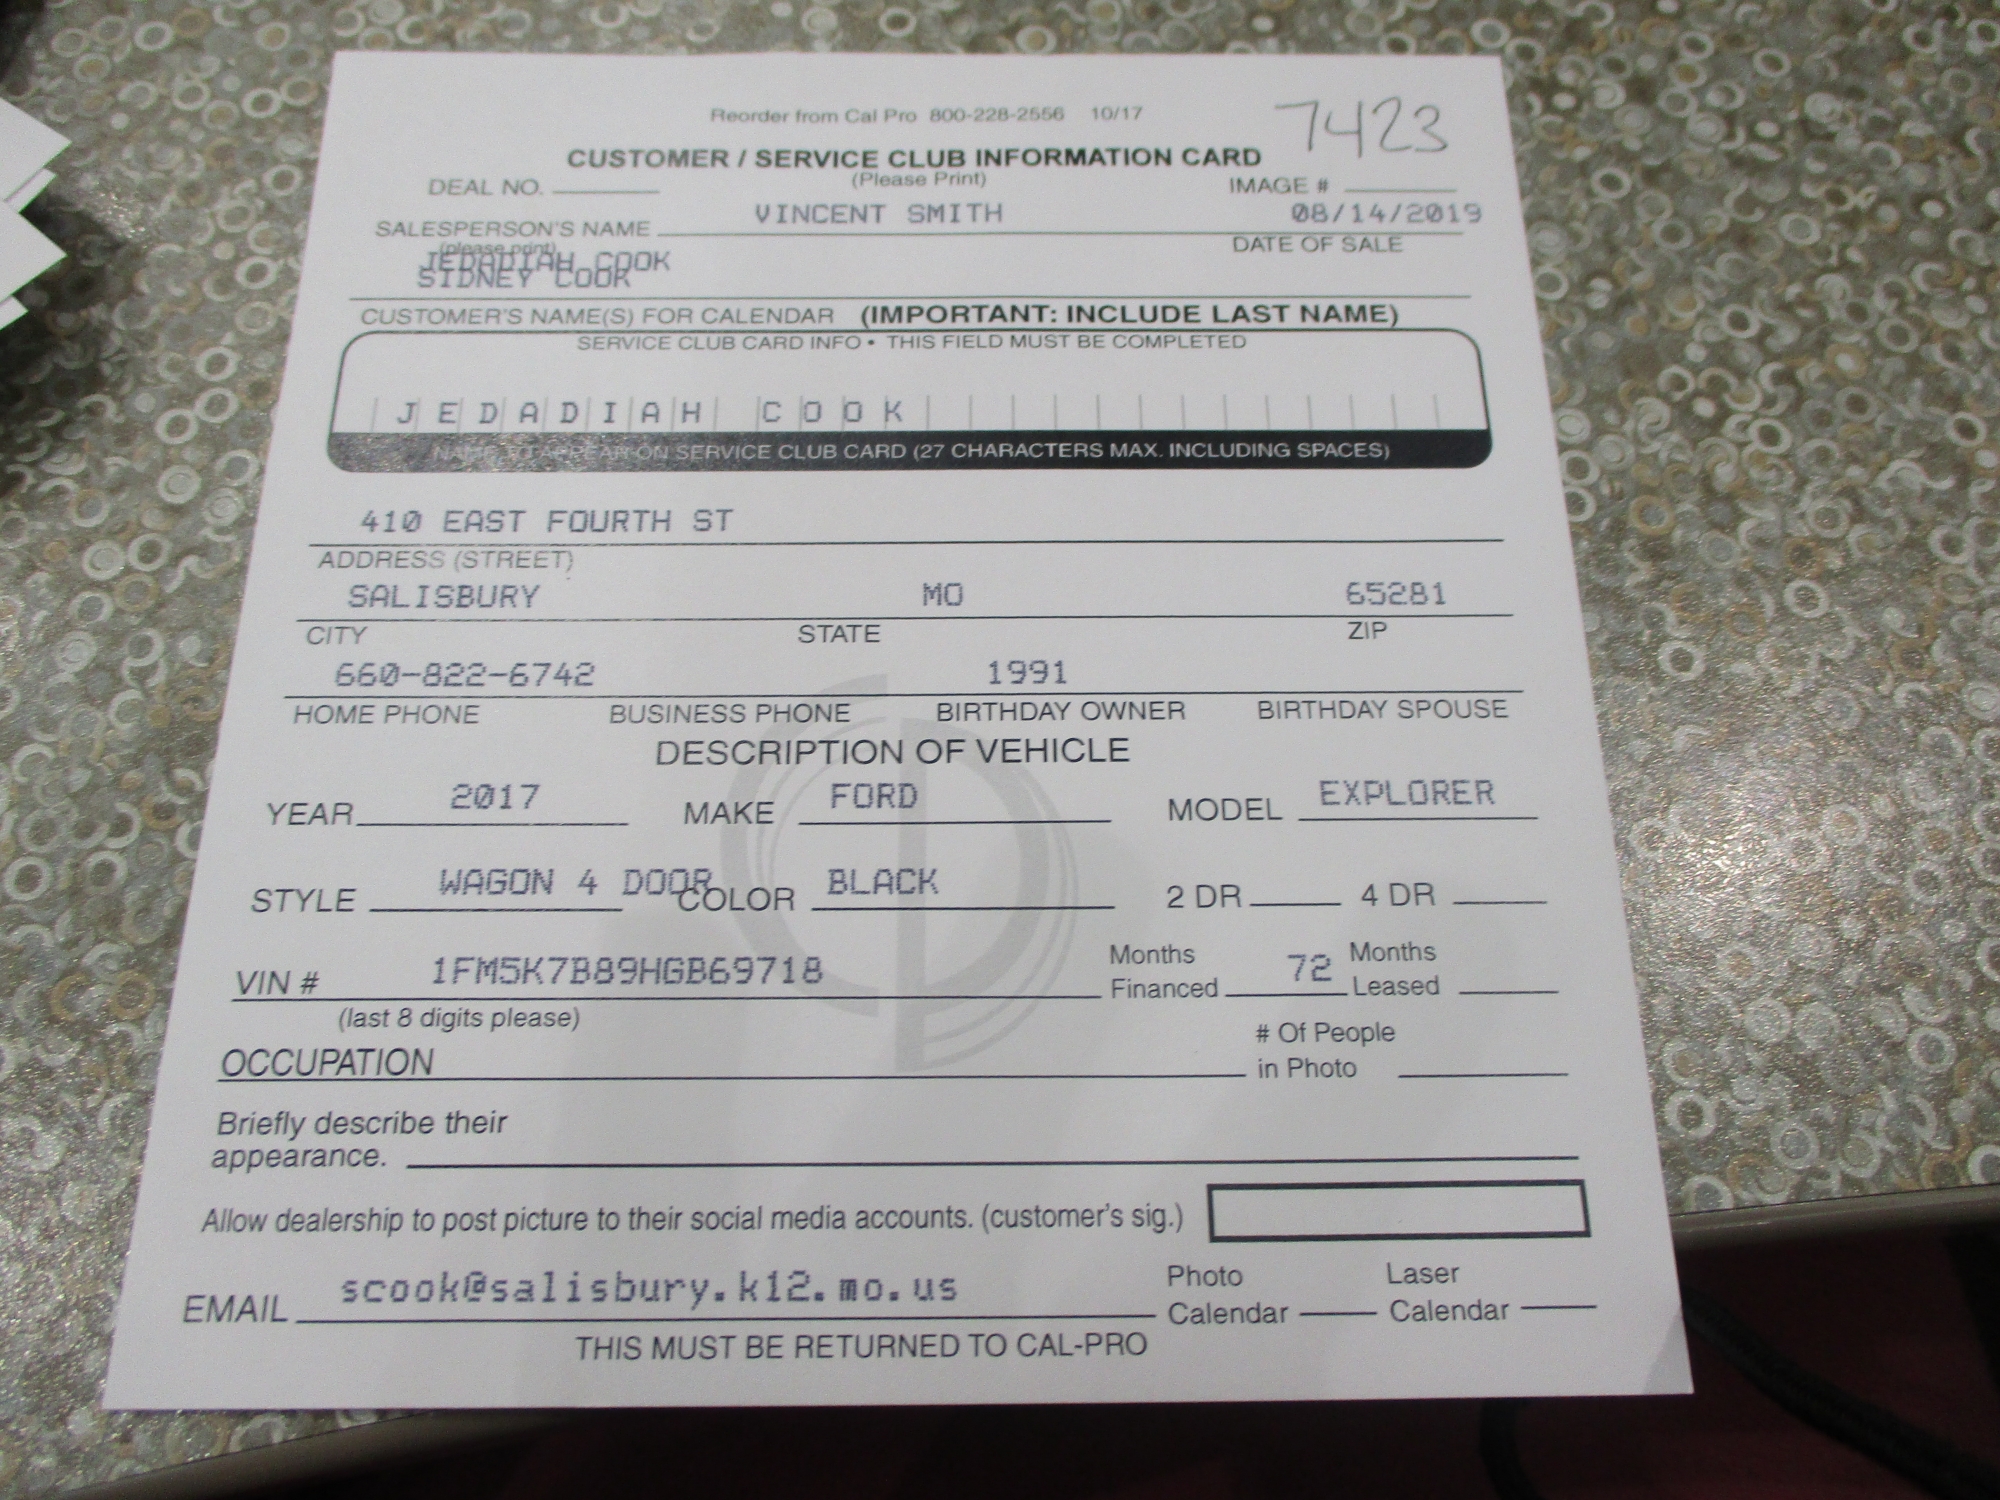 Reorder from Cal Pro 800-228-2556 10/17
7423
CUSTOMER / SERVICE CLUB INFORMATION CARD
(Please Print)
DEAL NO. IMAGE #
VINCENT SMITH 08/14/2019
SALESPERSON'S NAME
(please print) DATE OF SALE
JEDADIAH COOK
SIDNEY COOK
CUSTOMER'S NAME(S) FOR CALENDAR (IMPORTANT: INCLUDE LAST NAME)
SERVICE CLUB CARD INFO • THIS FIELD MUST BE COMPLETED
JEDADIAH COOK
NAME TO APPEAR ON SERVICE CLUB CARD (27 CHARACTERS MAX. INCLUDING SPACES)
410 EAST FOURTH ST
ADDRESS (STREET)
SALISBURY MO 65281
CITY STATE ZIP
660-822-6742 1991
HOME PHONE BUSINESS PHONE BIRTHDAY OWNER BIRTHDAY SPOUSE
DESCRIPTION OF VEHICLE
YEAR 2017 MAKE FORD MODEL EXPLORER
STYLE WAGON 4 DOOR COLOR BLACK 2 DR 4 DR
VIN # 1FM5K7B89HGB69718 Months Financed 72 Months Leased
(last 8 digits please)
OCCUPATION # Of People in Photo
Briefly describe their
appearance.
Allow dealership to post picture to their social media accounts. (customer's sig.)
EMAIL scook@salisbury.k12.mo.us Photo Calendar Laser Calendar
THIS MUST BE RETURNED TO CAL-PRO